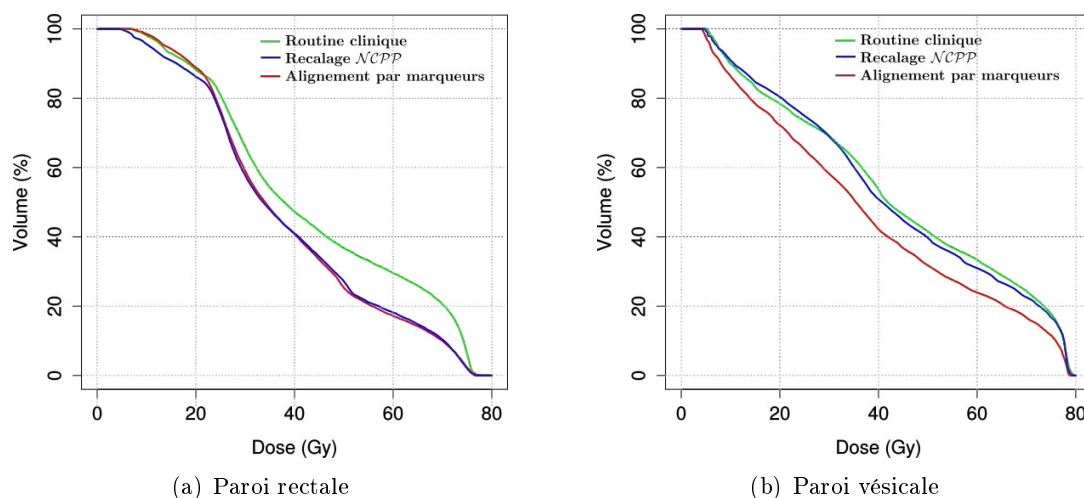 Routine clinique
Recalage NCPP
Alignement par marqueurs
Volume (%)
100
80
60
40
20
0
0 20 40 60 80
Dose (Gy)
(a) Paroi rectale
Routine clinique
Recalage NCPP
Alignement par marqueurs
Volume (%)
100
80
60
40
20
0
0 20 40 60 80
Dose (Gy)
(b) Paroi vésicale